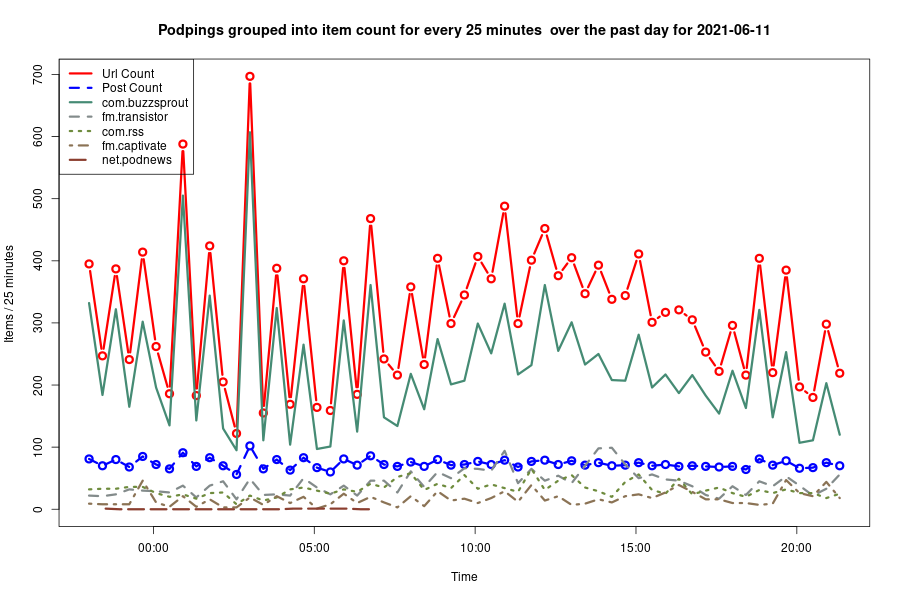 Podpings grouped into item count for every 25 minutes  over the past day for 2021-06-11
Url Count
Post Count
com.buzzsprout
fm.transistor
com.rss
fm.captivate
net.podnews
700
600
500
400
300
200
100
0
Items / 25 minutes
00:00
05:00
10:00
15:00
20:00
Time